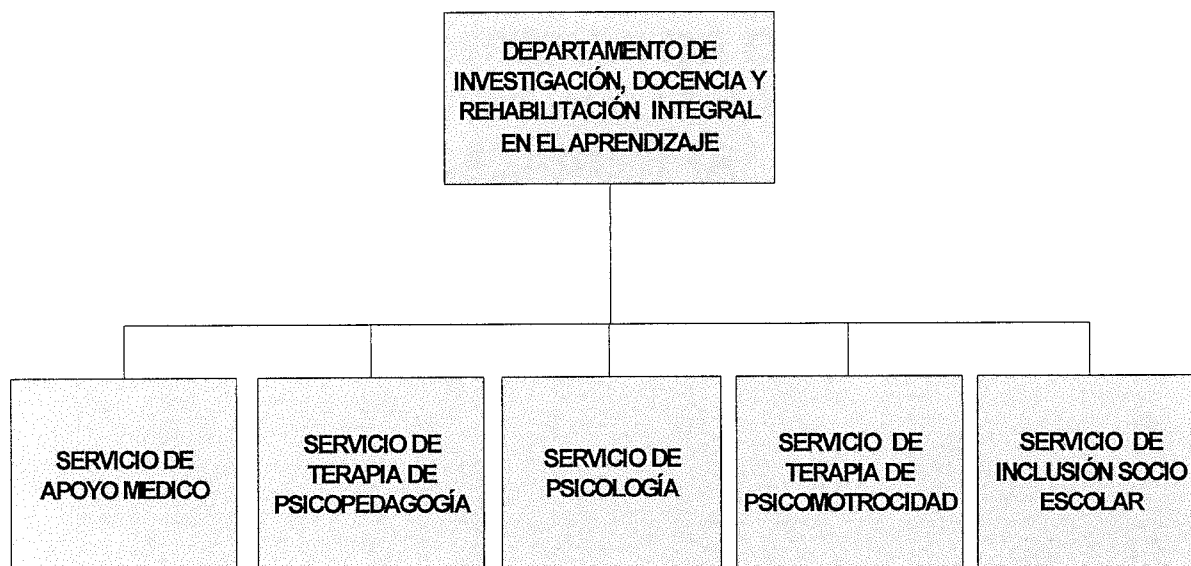 DEPARTAMENTO DE
INVESTIGACIÓN, DOCENCIA Y
REHABILITACIÓN INTEGRAL
EN EL APRENDIZAJE
SERVICIO DE
APOYO MEDICO
SERVICIO DE
TERAPIA DE
PSICOPEDAGOGÍA
SERVICIO DE
PSICOLOGÍA
SERVICIO DE
TERAPIA DE
PSICOMOTROCIDAD
SERVICIO DE
INCLUSIÓN SOCIO
ESCOLAR